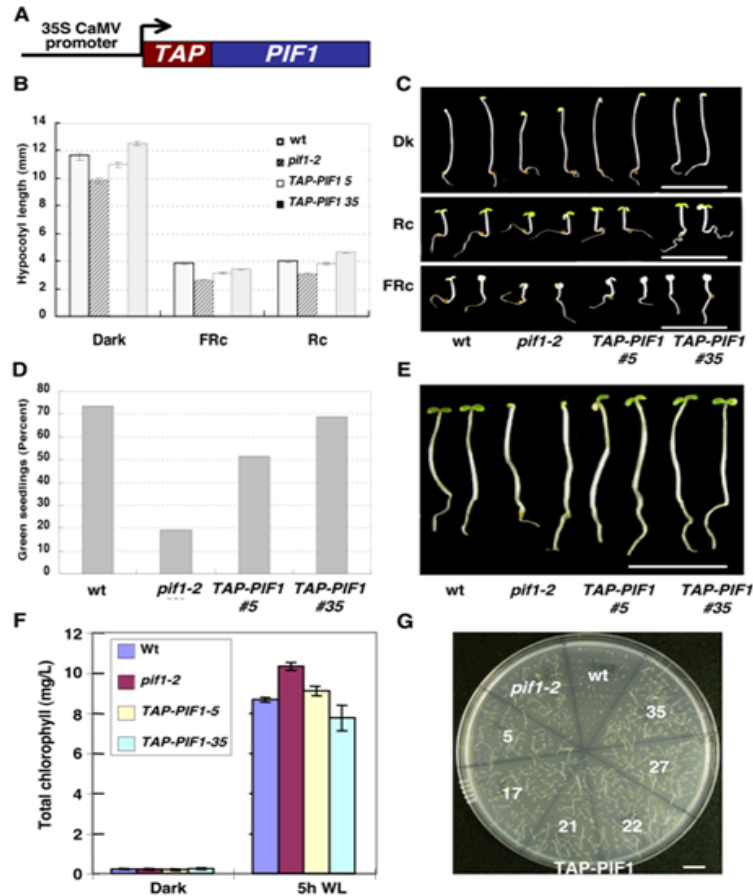 A
35S CaMV
promoter
TAP PIF1
B
Hypocotyl length (mm)
14
12
10
8
6
4
2
0
wt
pif1-2
TAP-PIF1 5
TAP-PIF1 35
Dark FRc Rc
C
Dk
Rc
FRc
wt pif1-2 TAP-PIF1 TAP-PIF1
#5 #35
D
Green seedlings (Percent)
80
70
60
50
40
30
20
10
0
wt pif1-2 TAP-PIF1 TAP-PIF1
#5 #35
E
wt pif1-2 TAP-PIF1 TAP-PIF1
#5 #35
F
Total chlorophyll (mg/L)
12
10
8
6
4
2
0
Wt
pif1-2
TAP-PIF1-5
TAP-PIF1-35
Dark 5h WL
G
pif1-2 wt
35
5
27
17
21 22
TAP-PIF1